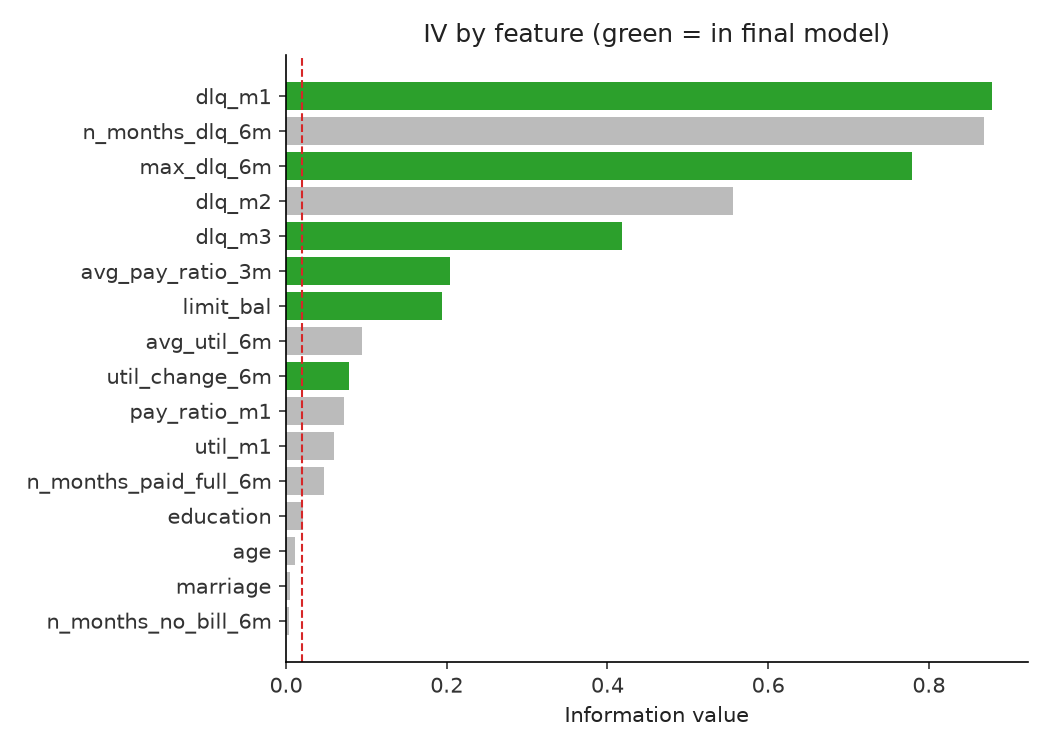 IV by feature (green = in final model)
dlq_m1
n_months_dlq_6m
max_dlq_6m
dlq_m2
dlq_m3
avg_pay_ratio_3m
limit_bal
avg_util_6m
util_change_6m
pay_ratio_m1
util_m1
n_months_paid_full_6m
education
age
marriage
n_months_no_bill_6m
0.0 0.2 0.4 0.6 0.8
Information value